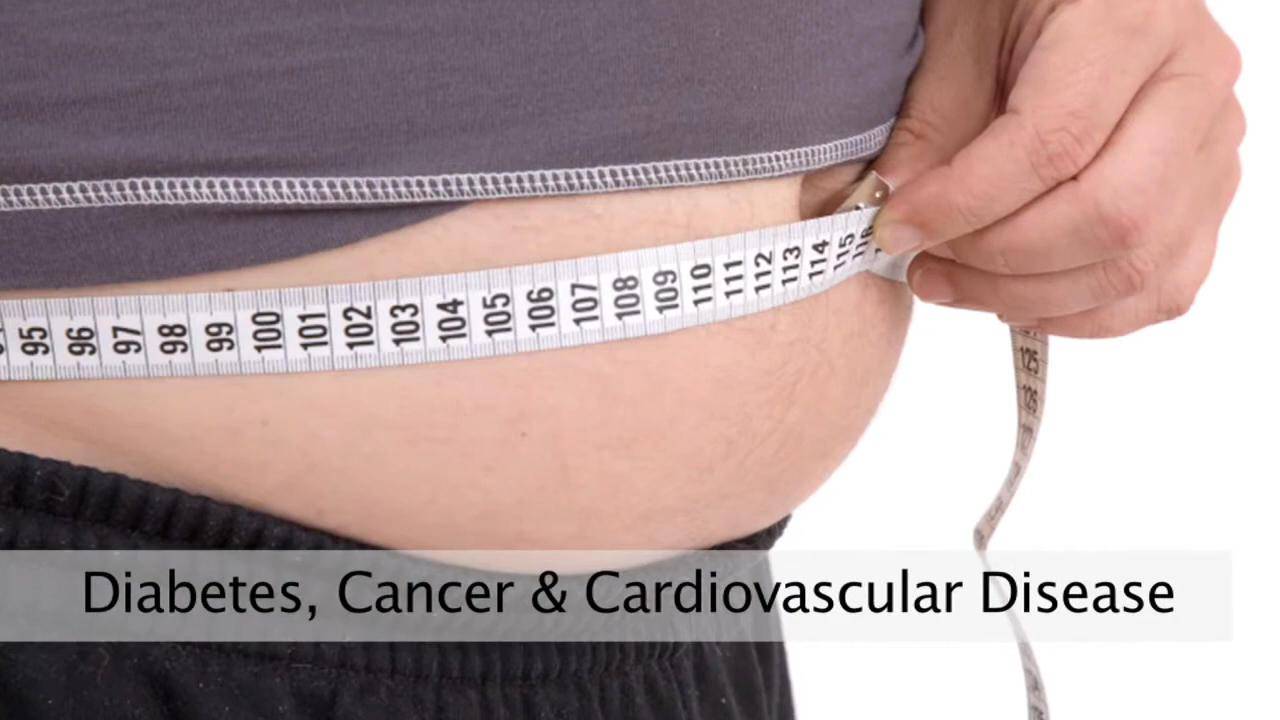 95 96 97 98 99 100 101 102 103 104 105 106 107 108 109 110 111 112 113 114 115 116
125
126
Diabetes, Cancer & Cardiovascular Disease